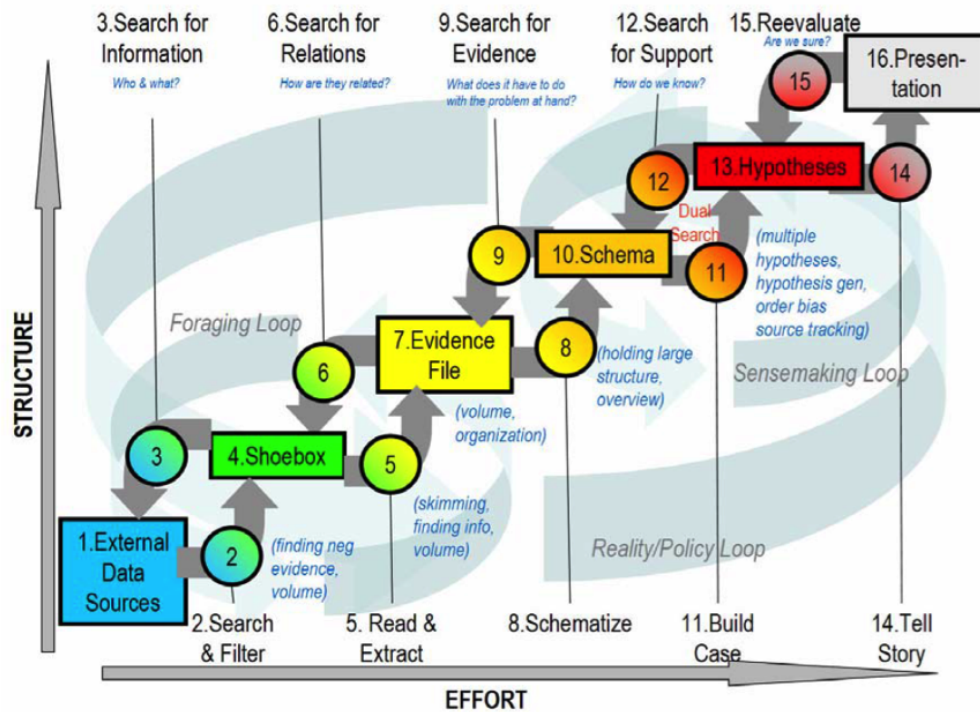 3.Search for
Information
Who & what?
6.Search for
Relations
How are they related?
9.Search for
Evidence
What does it have to do
with the problem at hand?
12.Search
for Support
How do we know?
15.Reevaluate
Are we sure?
15
16.Presen-
tation
13.Hypotheses
14
12
Dual
Search
11
(multiple
hypotheses,
hypothesis gen,
order bias
source tracking)
9
10.Schema
Foraging Loop
7.Evidence
File
8
(holding large
structure,
overview)
Sensemaking Loop
6
(volume,
organization)
3
4.Shoebox
5
(skimming,
finding info,
volume)
1.External
Data
Sources
2
(finding neg
evidence,
volume)
Reality/Policy Loop
2.Search
& Filter
5. Read &
Extract
8.Schematize
11.Build
Case
14.Tell
Story
STRUCTURE
EFFORT